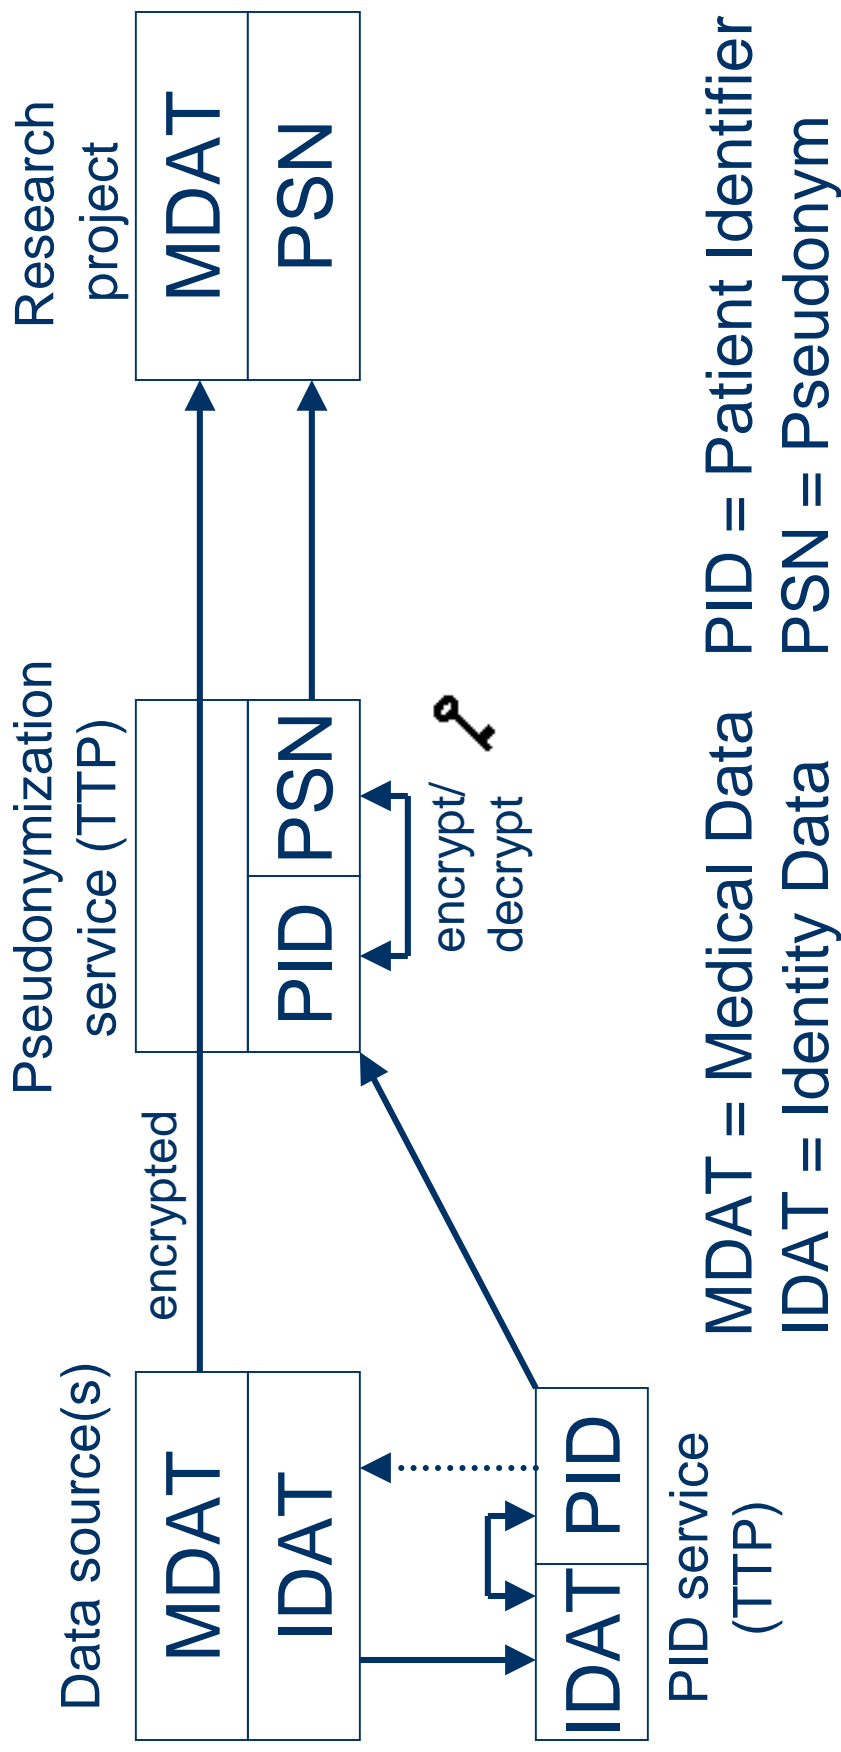 Data source(s)
MDAT
IDAT
encrypted
Pseudonymization
service (TTP)
PID
PSN
encrypt/
decrypt
Research
project
MDAT
PSN
IDAT
PID
PID service
(TTP)
MDAT = Medical Data
IDAT = Identity Data
PID = Patient Identifier
PSN = Pseudonym